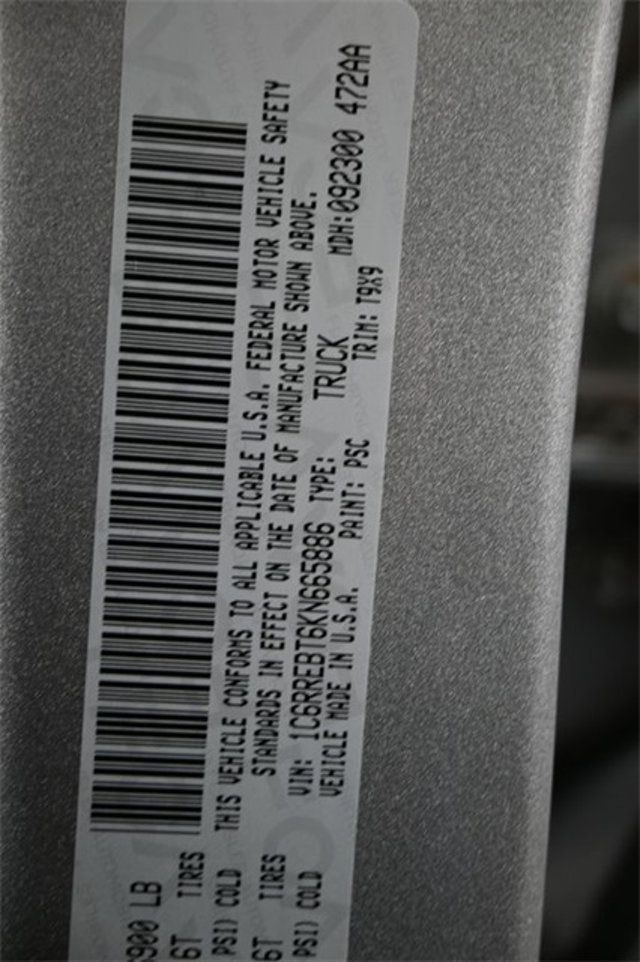 900 LB
6T TIRES
PSI) COLD
6T TIRES
PSI) COLD
THIS VEHICLE CONFORMS TO ALL APPLICABLE U.S.A. FEDERAL MOTOR VEHICLE SAFETY
STANDARDS IN EFFECT ON THE DATE OF MANUFACTURE SHOWN ABOVE.
VIN: 1C6RREBT6KN665886 TYPE: TRUCK MDH:092300 472AA
VEHICLE MADE IN U.S.A. PAINT: PSC TRIM: T9X9